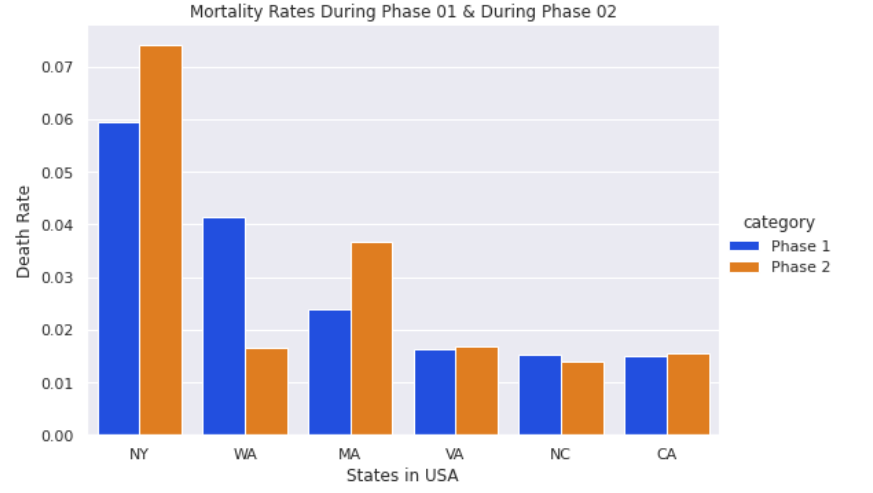 Mortality Rates During Phase 01 & During Phase 02
0.07
0.06
0.05
0.04
0.03
0.02
0.01
0.00
Death Rate
NY WA MA VA NC CA
States in USA
category
Phase 1
Phase 2